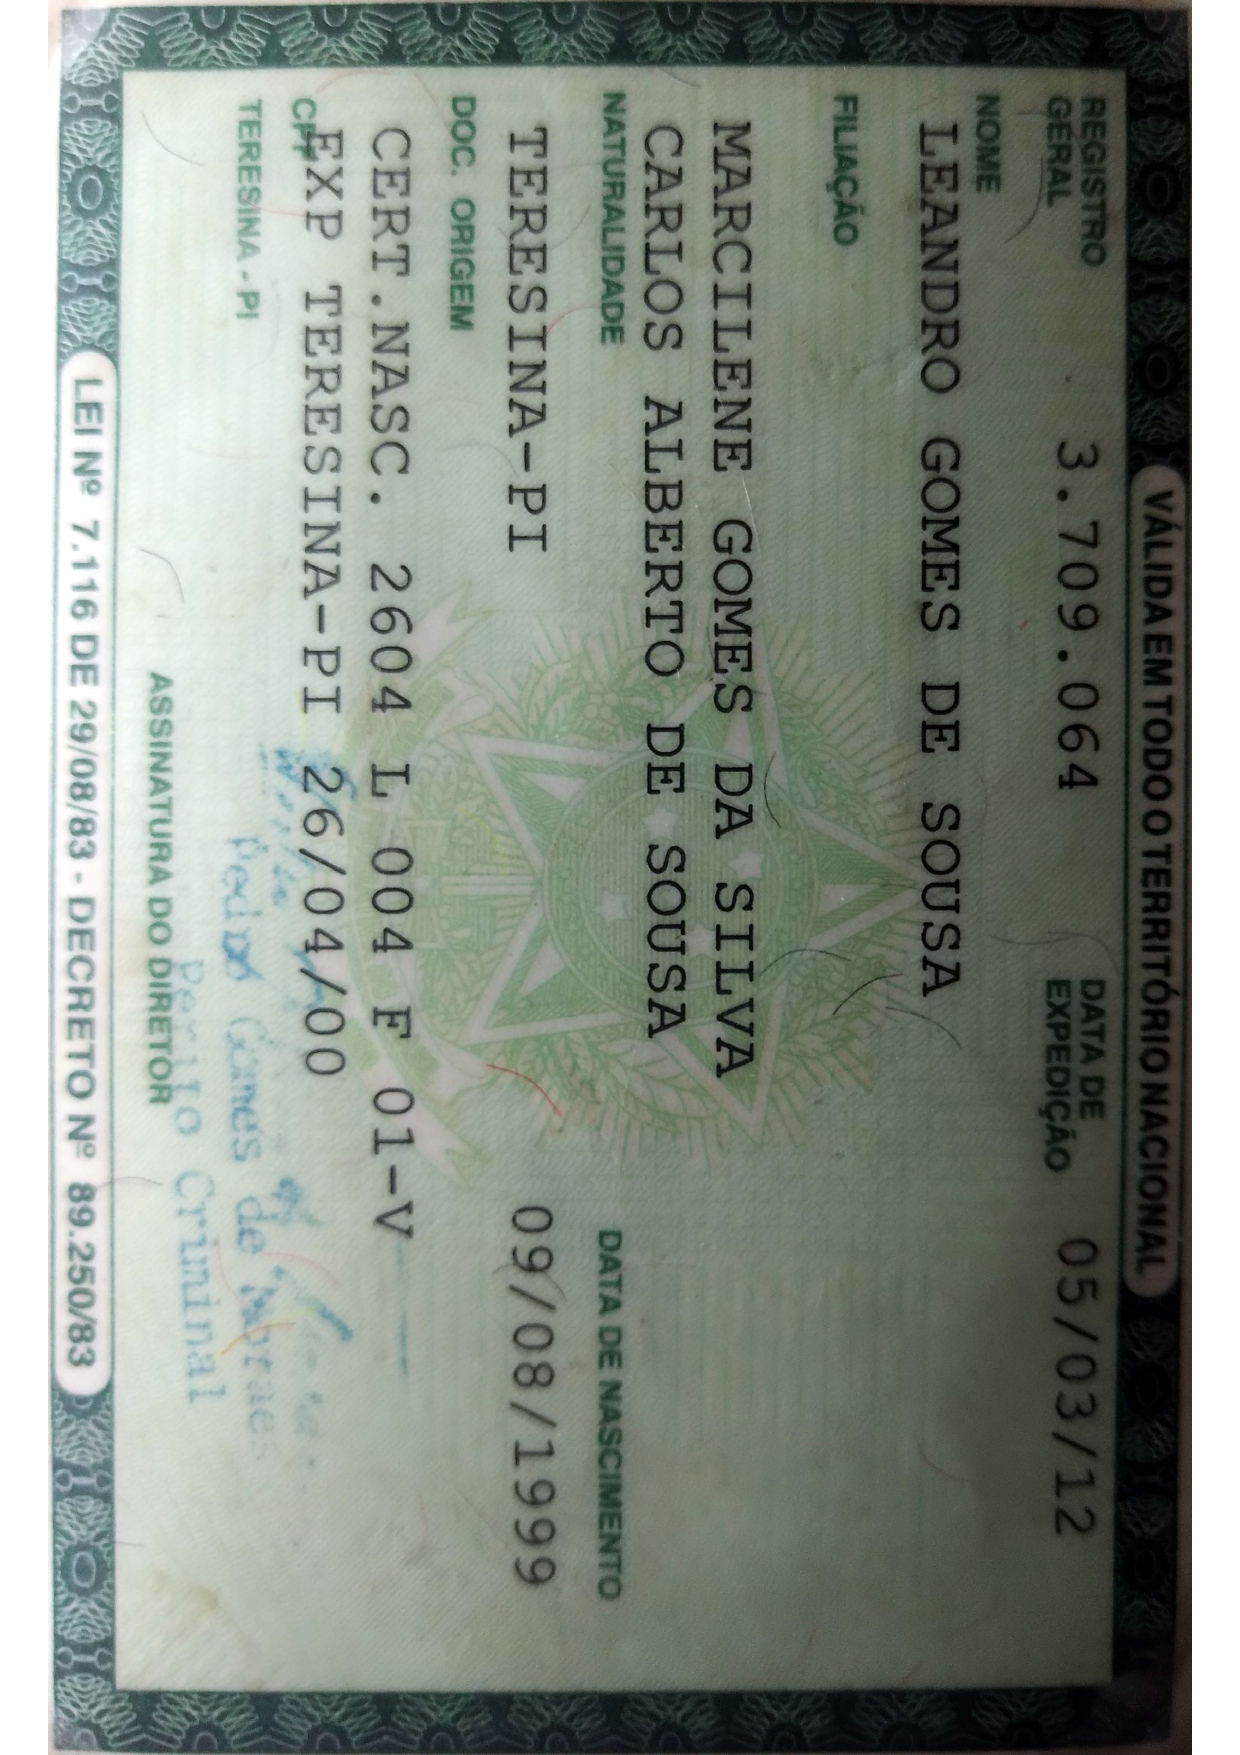 VÁLIDA EM TODO O TERRITÓRIO NACIONAL
REGISTRO GERAL 3.709.064 DATA DE EXPEDIÇÃO 05/03/12
NOME
LEANDRO GOMES DE SOUSA
FILIAÇÃO
MARCILENE GOMES DA SILVA
CARLOS ALBERTO DE SOUSA
NATURALIDADE DATA DE NASCIMENTO
TERESINA-PI 09/08/1999
DOC. ORIGEM
CERT.NASC. 2604 L 004 F 01-V
CPF
EXP TERESINA-PI 26/04/00
TERESINA - PI
Pedro Gomes de Moraes
Perito Criminal
ASSINATURA DO DIRETOR
LEI Nº 7.116 DE 29/08/83 - DECRETO Nº 89.250/83